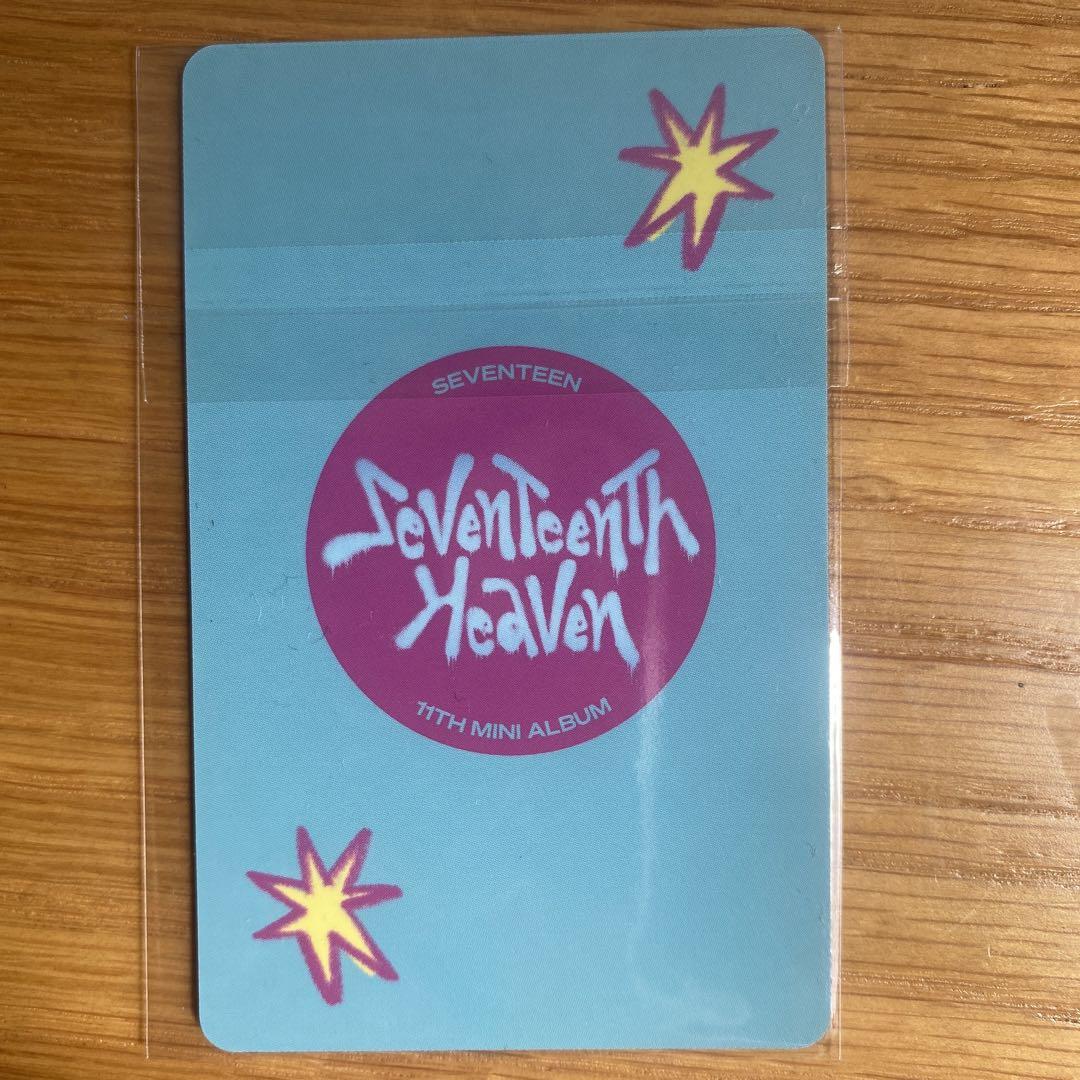 SEVENTEEN
SeVenTeenTh
Heaven
11TH MINI ALBUM